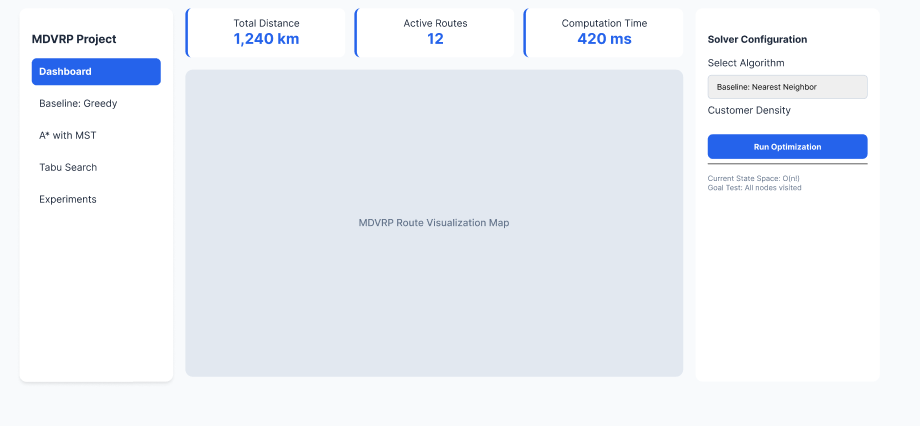 MDVRP Project
Dashboard
Baseline: Greedy
A* with MST
Tabu Search
Experiments
Total Distance
1,240 km
Active Routes
12
Computation Time
420 ms
MDVRP Route Visualization Map
Solver Configuration
Select Algorithm
Baseline: Nearest Neighbor
Customer Density
Run Optimization
Current State Space: O(n!)
Goal Test: All nodes visited